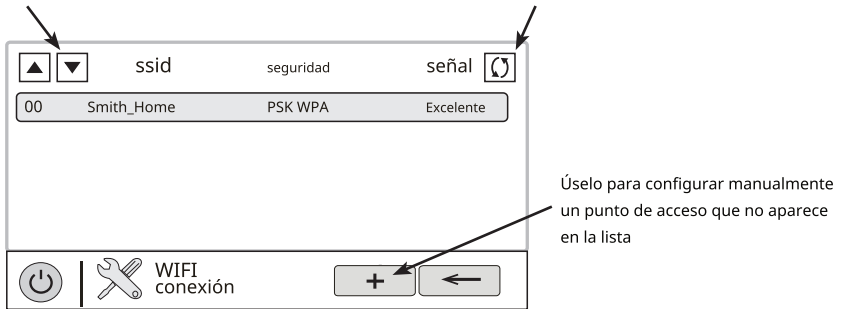 ssid seguridad señal
00 Smith_Home PSK WPA Excelente
Úselo para configurar manualmente
un punto de acceso que no aparece
en la lista
WIFI
conexión
+